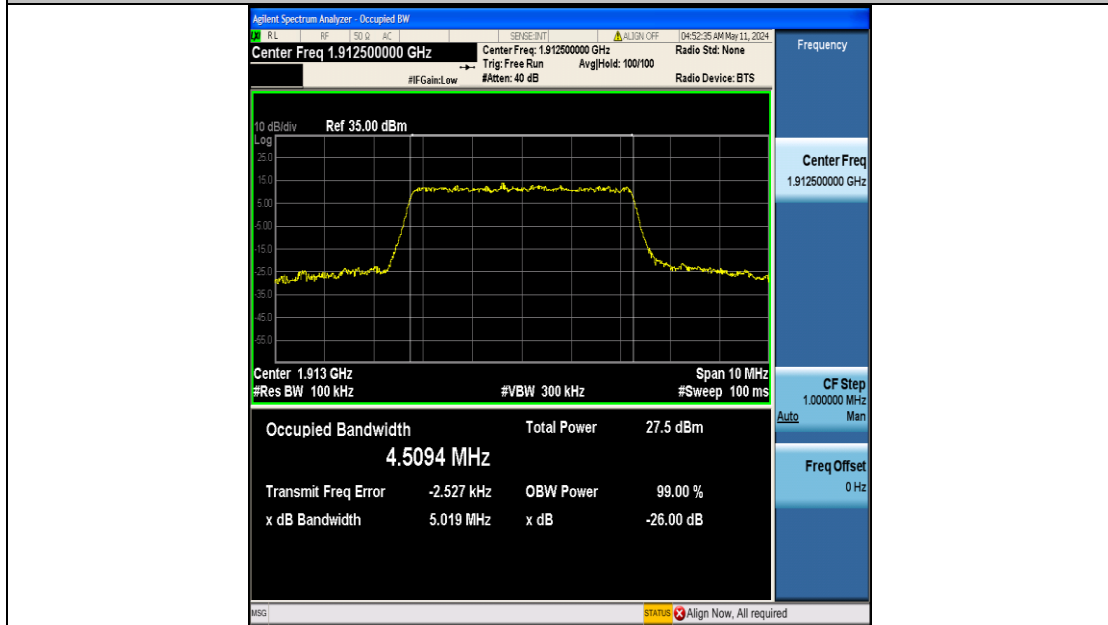 Agilent Spectrum Analyzer - Occupied BW
RL RF 50 Ω AC SENSE:INT ALIGN OFF 04:52:35 AM May 11, 2024
Center Freq 1.912500000 GHz
Center Freq: 1.912500000 GHz
Radio Std: None
Trig: Free Run
Avg|Hold: 100/100
#IFGain:Low
#Atten: 40 dB
Radio Device: BTS
10 dB/div
Ref 35.00 dBm
Log
25.0
15.0
5.00
-5.00
-15.0
-25.0
-35.0
-45.0
-55.0
Center 1.913 GHz
Span 10 MHz
#Res BW 100 kHz
#VBW 300 kHz
#Sweep 100 ms
Occupied Bandwidth
Total Power
27.5 dBm
4.5094 MHz
Transmit Freq Error
-2.527 kHz
OBW Power
99.00 %
x dB Bandwidth
5.019 MHz
x dB
-26.00 dB
Frequency
Center Freq
1.912500000 GHz
CF Step
1.000000 MHz
Auto Man
Freq Offset
0 Hz
MSG
STATUS
Align Now, All required